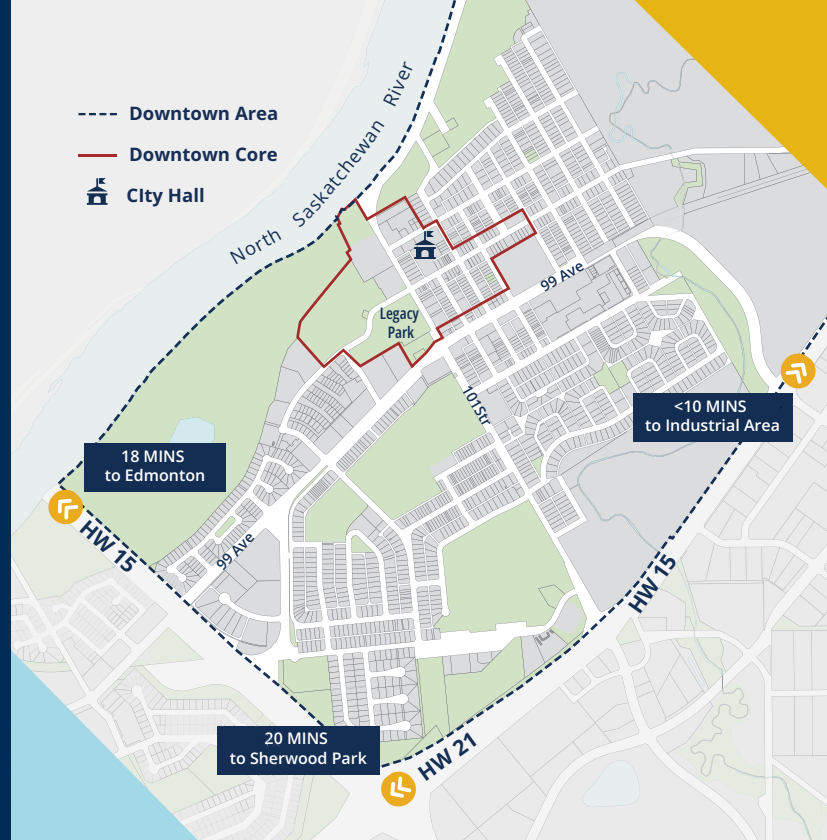 Downtown Area
Downtown Core
CIty Hall
North Saskatchewan River
99 Ave
Legacy
Park
101Str
<10 MINS
to Industrial Area
18 MINS
to Edmonton
HW 15
99 Ave
HW 15
20 MINS
to Sherwood Park
HW 21